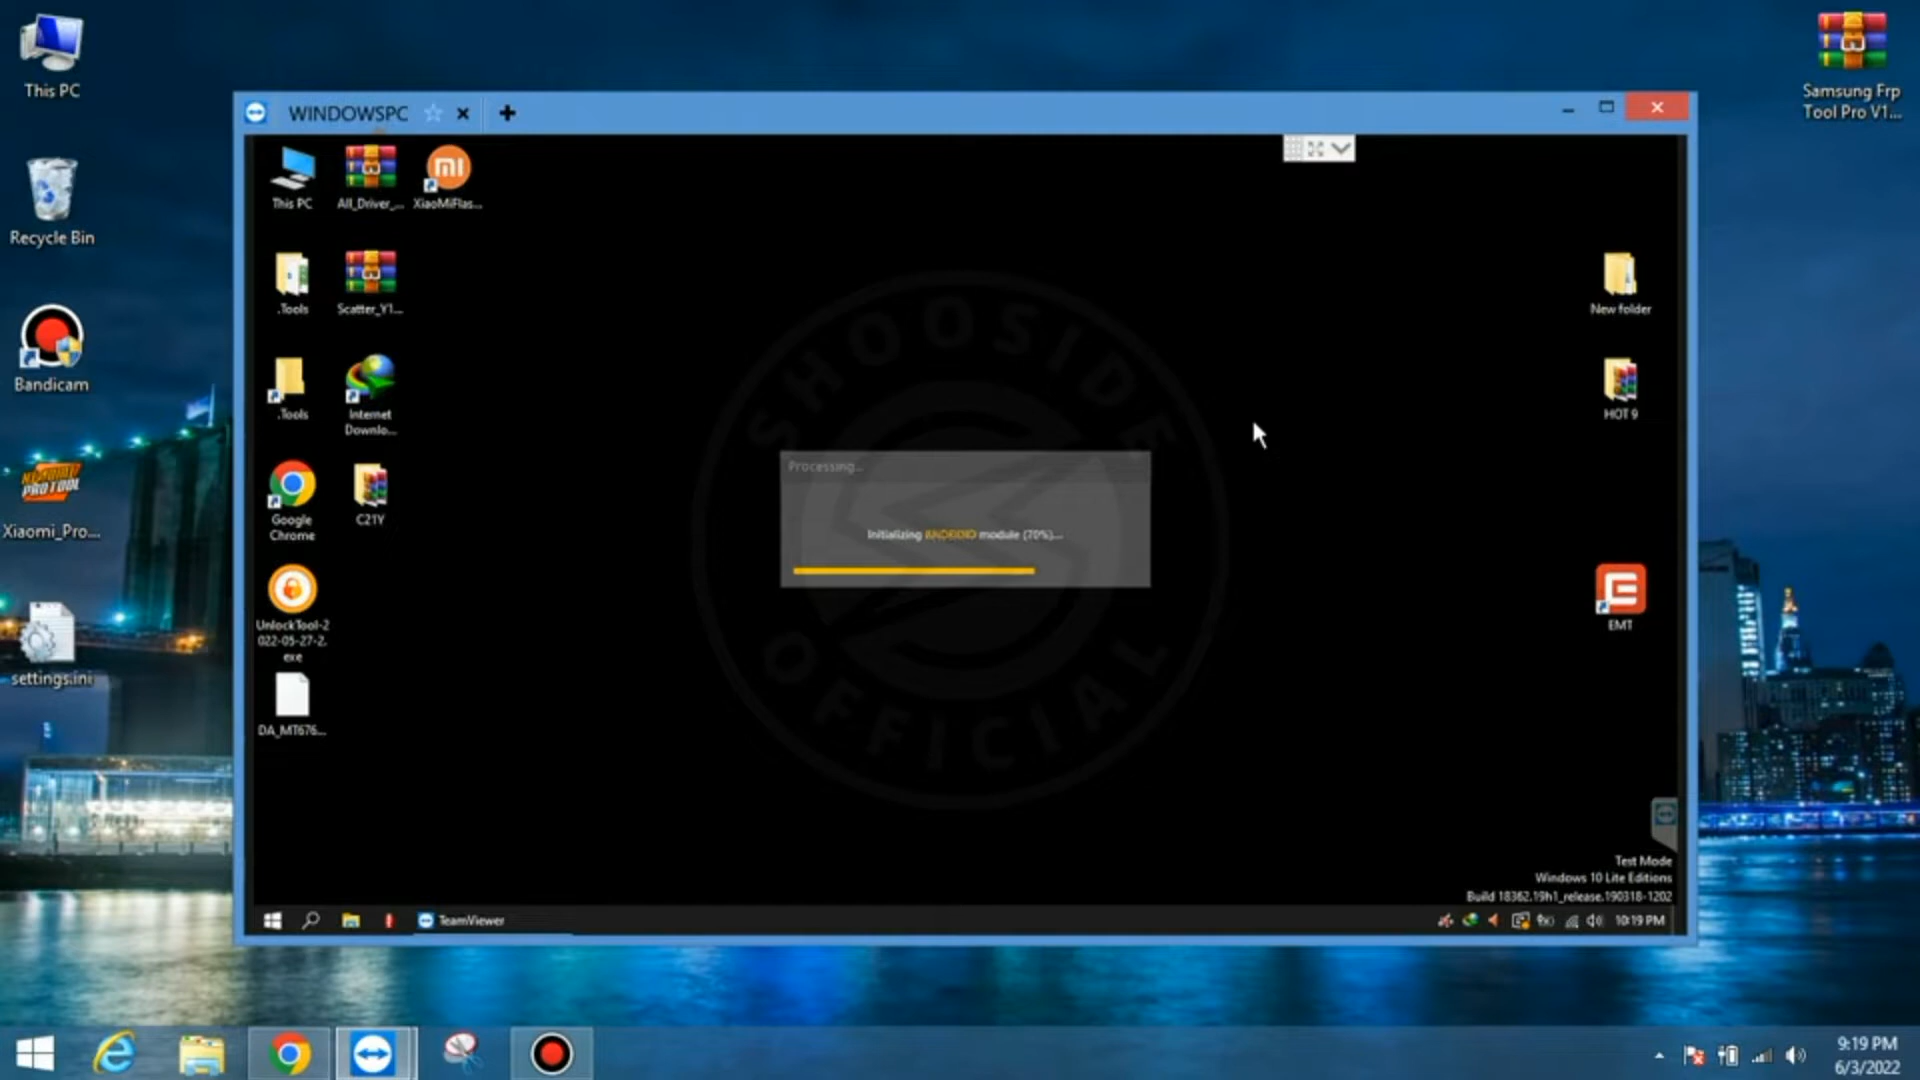 This PC
Recycle Bin
Bandicam
Xiaomi_Pro...
settings.ini
Samsung Frp
Tool Pro V1...
WINDOWSPC
This PC
All_Driver_...
XiaoMiFlas...
.Tools
Scatter_Y1...
.Tools
Internet
Downlo...
Google
Chrome
C21Y
UnlockTool-2
022-05-27-2.
exe
DA_MT676...
New folder
HOT 9
EMT
SHOOSIDE
OFFICIAL
Processing...
Initializing ANDROID module (70%)...
Test Mode
Windows 10 Lite Editions
Build 18362.19h1_release.190318-1202
TeamViewer
10:19 PM
9:19 PM
6/3/2022